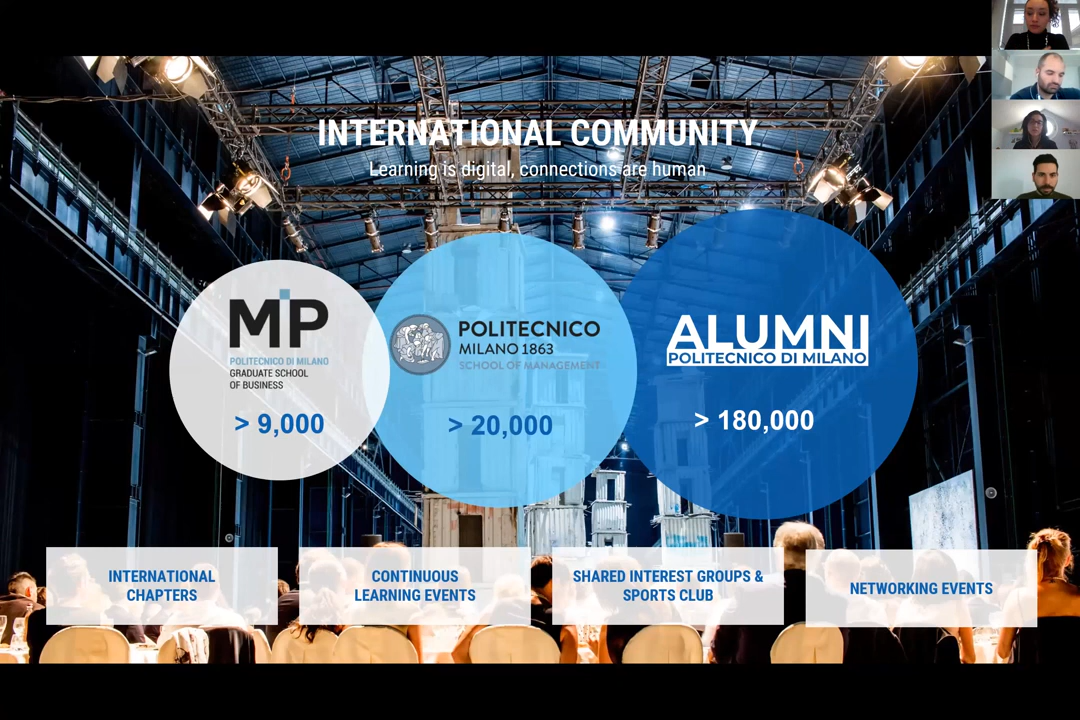 INTERNATIONAL COMMUNITY
Learning is digital, connections are human
MIP
POLITECNICO DI MILANO
GRADUATE SCHOOL
OF BUSINESS
> 9,000
POLITECNICO
MILANO 1863
SCHOOL OF MANAGEMENT
> 20,000
ALUMNI
POLITECNICO DI MILANO
> 180,000
INTERNATIONAL
CHAPTERS
CONTINUOUS
LEARNING EVENTS
SHARED INTEREST GROUPS &
SPORTS CLUB
NETWORKING EVENTS